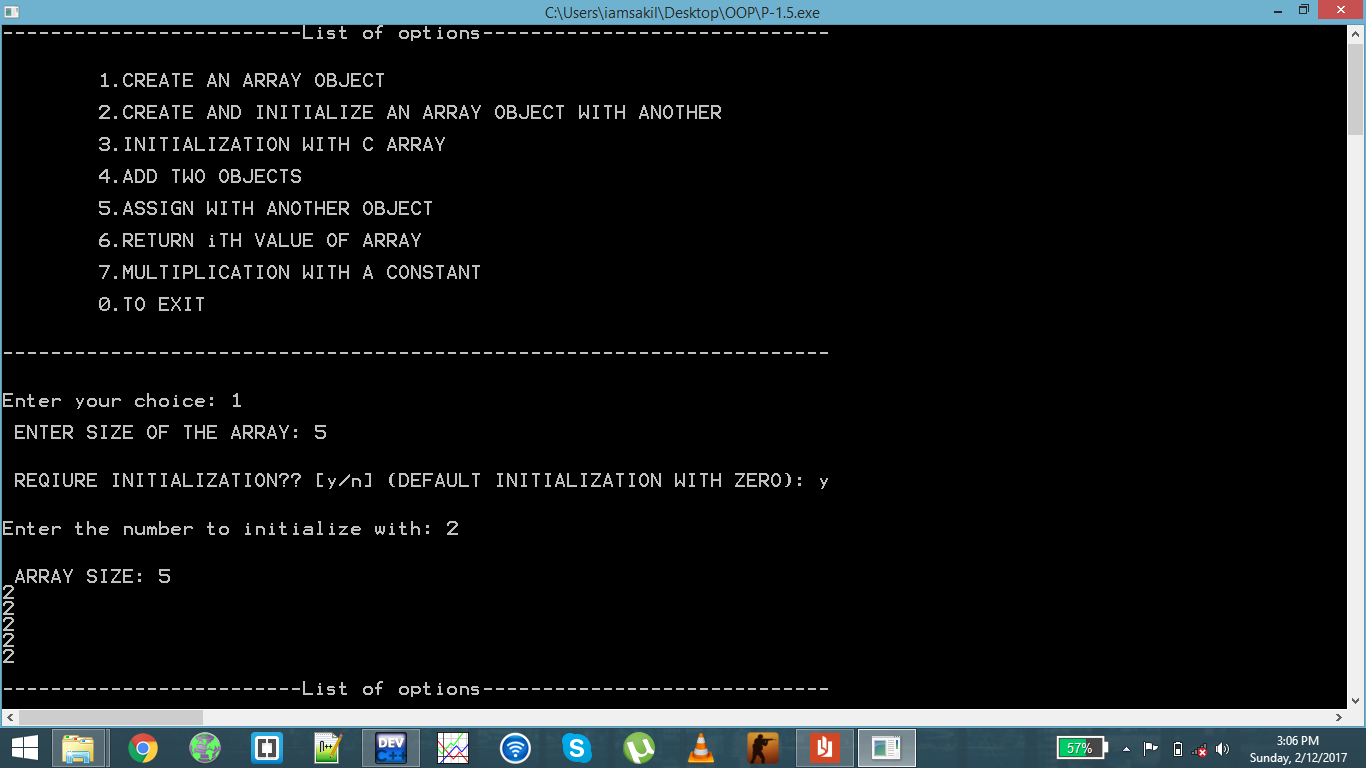 C:\Users\iamsakil\Desktop\OOP\P-1.5.exe
-------------------------List of options-----------------------------
1.CREATE AN ARRAY OBJECT
2.CREATE AND INITIALIZE AN ARRAY OBJECT WITH ANOTHER
3.INITIALIZATION WITH C ARRAY
4.ADD TWO OBJECTS
5.ASSIGN WITH ANOTHER OBJECT
6.RETURN iTH VALUE OF ARRAY
7.MULTIPLICATION WITH A CONSTANT
0.TO EXIT
---------------------------------------------------------------------
Enter your choice: 1
ENTER SIZE OF THE ARRAY: 5
REQIURE INITIALIZATION?? [y/n] (DEFAULT INITIALIZATION WITH ZERO): y
Enter the number to initialize with: 2
ARRAY SIZE: 5
2
2
2
2
2
-------------------------List of options-----------------------------
N++
DEV
C++
S
57%
3:06 PM
Sunday, 2/12/2017